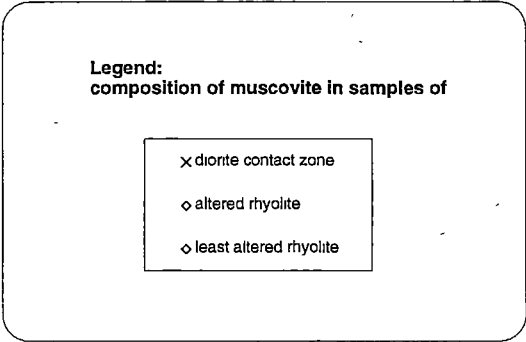 Legend:
composition of muscovite in samples of
× diorite contact zone
◇ altered rhyolite
◇ least altered rhyolite